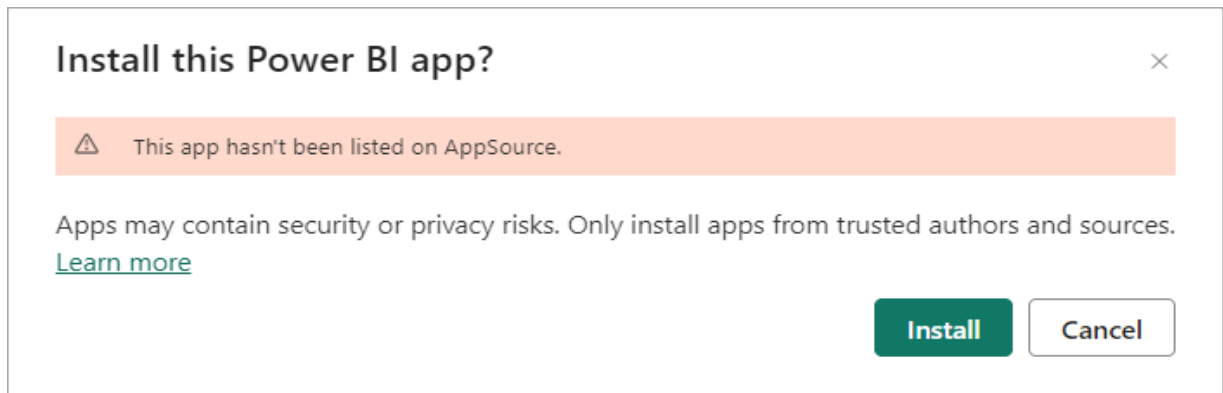 Install this Power BI app?
This app hasn't been listed on AppSource.
Apps may contain security or privacy risks. Only install apps from trusted authors and sources.
Learn more
Install Cancel